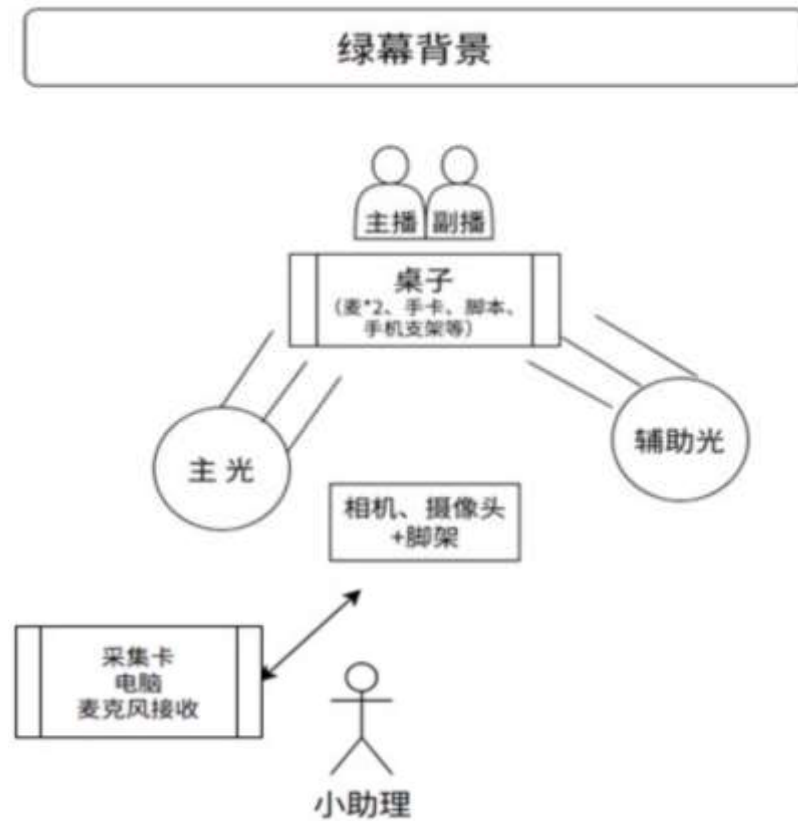 绿幕背景
主播 副播
桌子
（麦*2、手卡、脚本、
手机支架等）
主 光
辅助光
相机、摄像头
+脚架
采集卡
电脑
麦克风接收
小助理